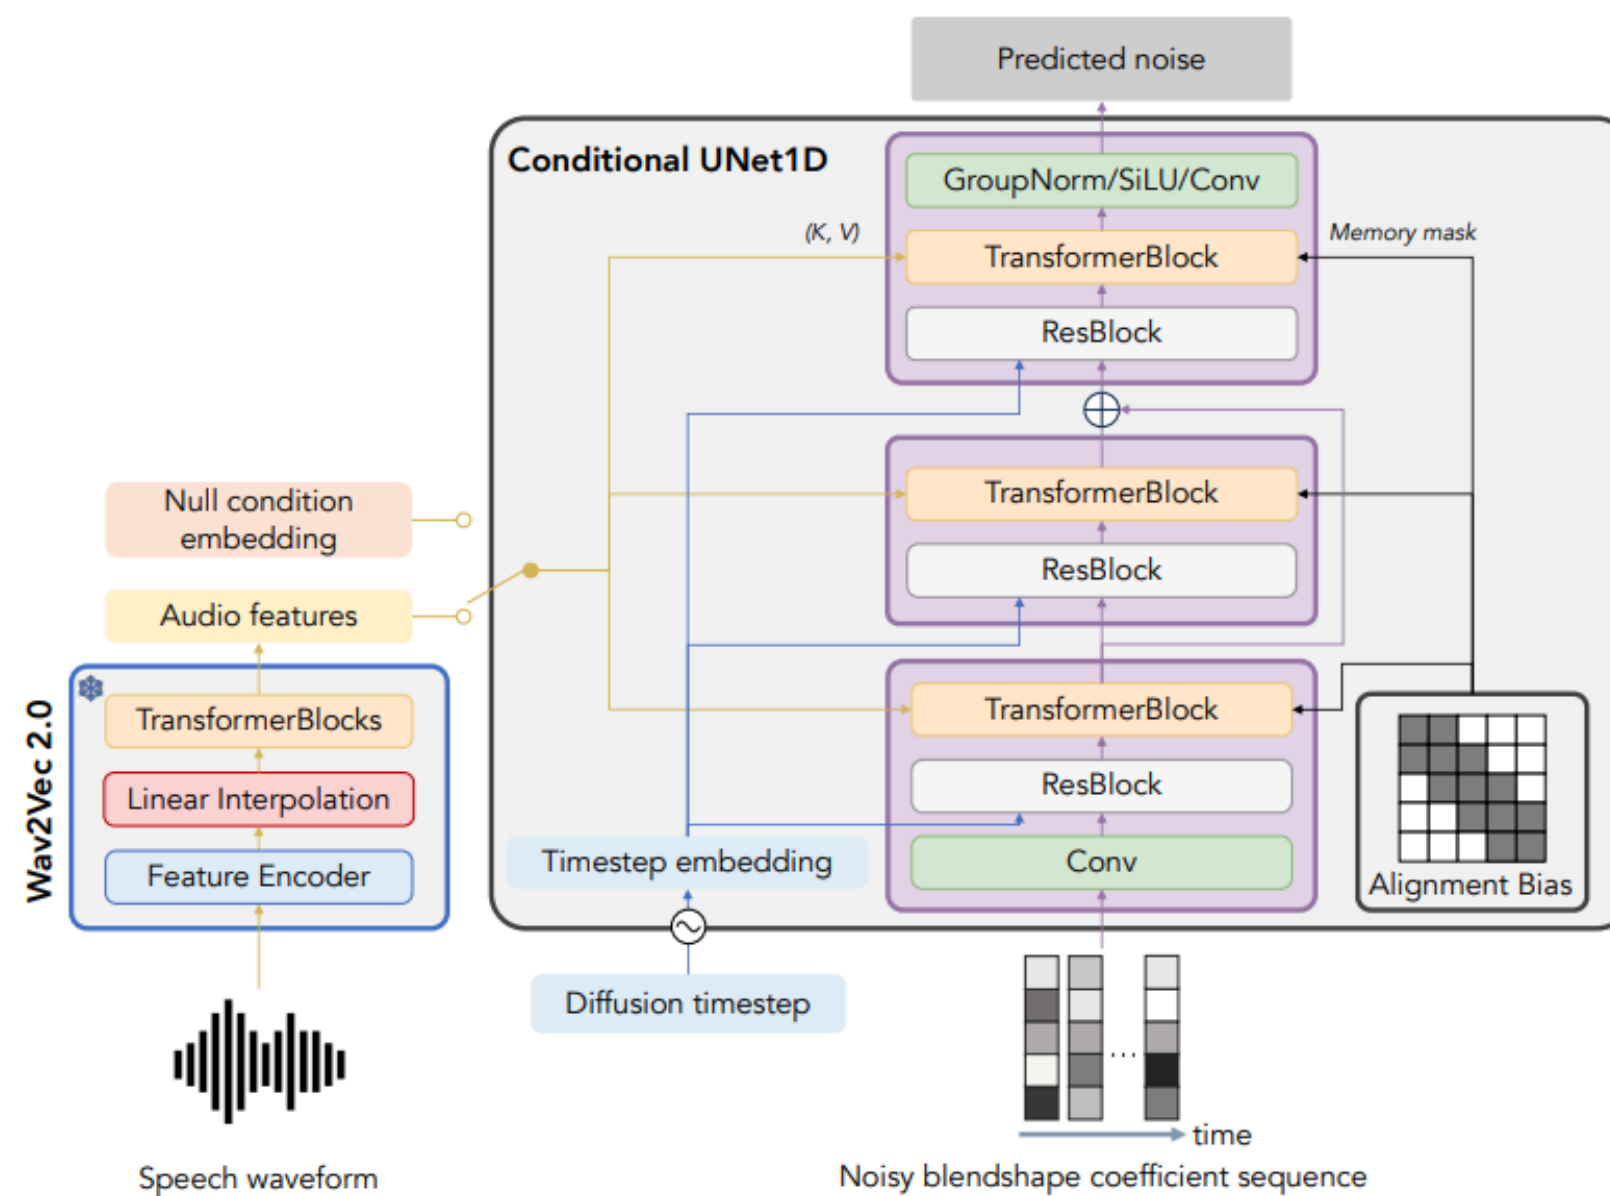 Predicted noise
Conditional UNet1D
GroupNorm/SiLU/Conv
(K, V)
Memory mask
TransformerBlock
ResBlock
TransformerBlock
ResBlock
Null condition
embedding
Audio features
Wav2Vec 2.0
TransformerBlocks
Linear Interpolation
Feature Encoder
TransformerBlock
ResBlock
Conv
Timestep embedding
Alignment Bias
Diffusion timestep
...
time
Speech waveform
Noisy blendshape coefficient sequence